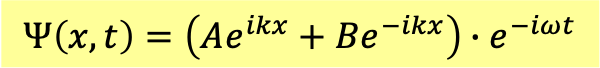 Ψ(x, t) = (Ae^{ikx} + Be^{-ikx}) · e^{-iωt}